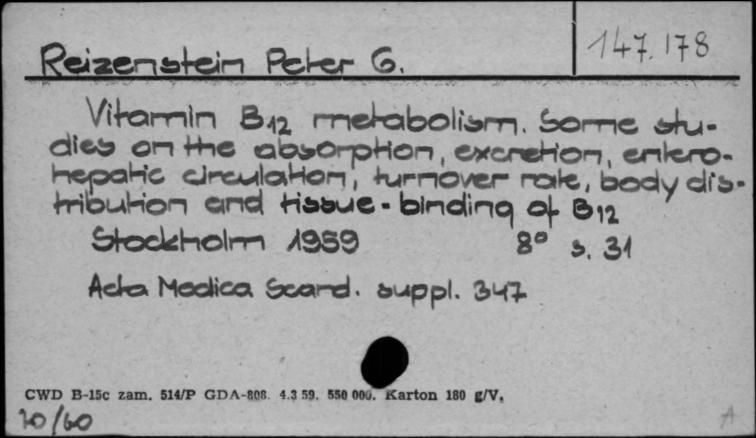 147.178
Reizenstein Peter G.
Vitamin B12 metabolism. Some stu-
dies on the absorption, excretion, entero-
hepatic circulation, turnover rate, body dis-
tribution and tissue-binding of B12
Stockholm 1959 8° s. 31
Acta Medica Scand. suppl. 347
CWD B-15c zam. 514/P GDA-808. 4.3 59. 550 000. Karton 180 g/V.
20/60
A